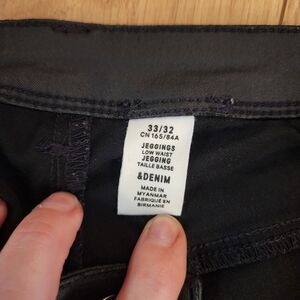 33/32
CN 165/84A
JEGGINGS
LOW WAIST
JEGGING
TAILLE BASSE
&DENIM
MADE IN
MYANMAR
FABRIQUÉ EN
BIRMANIE